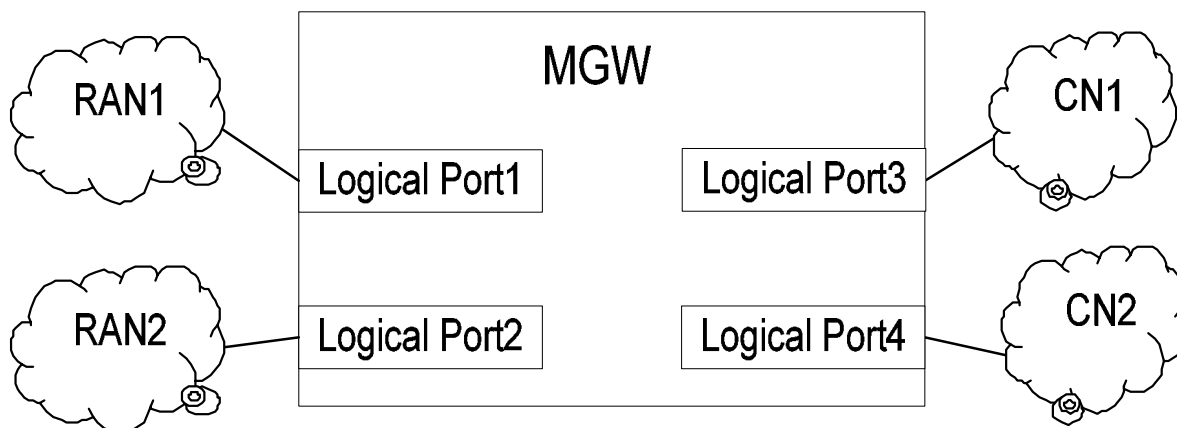 MGW
RAN1
CN1
Logical Port1
Logical Port3
RAN2
CN2
Logical Port2
Logical Port4